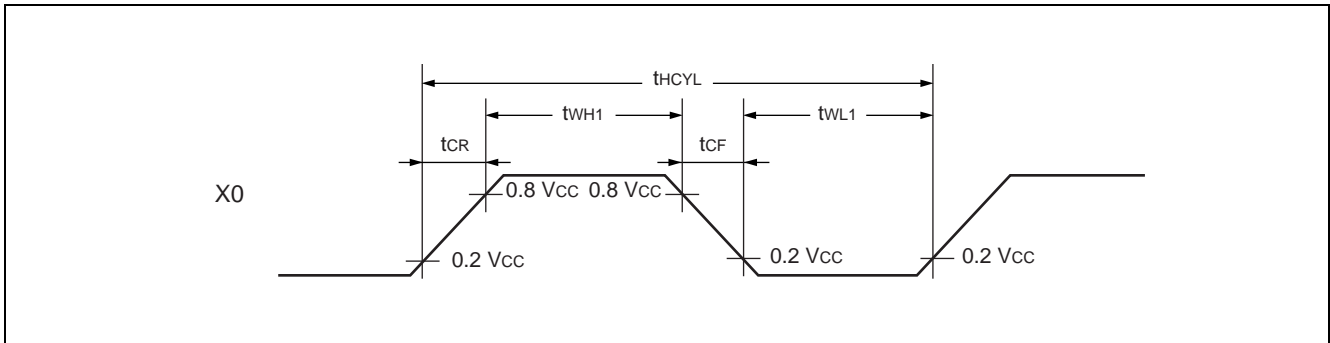 tHCYL
tWH1
tWL1
tCR
tCF
X0
0.8 VCC 0.8 VCC
0.2 VCC
0.2 VCC
0.2 VCC